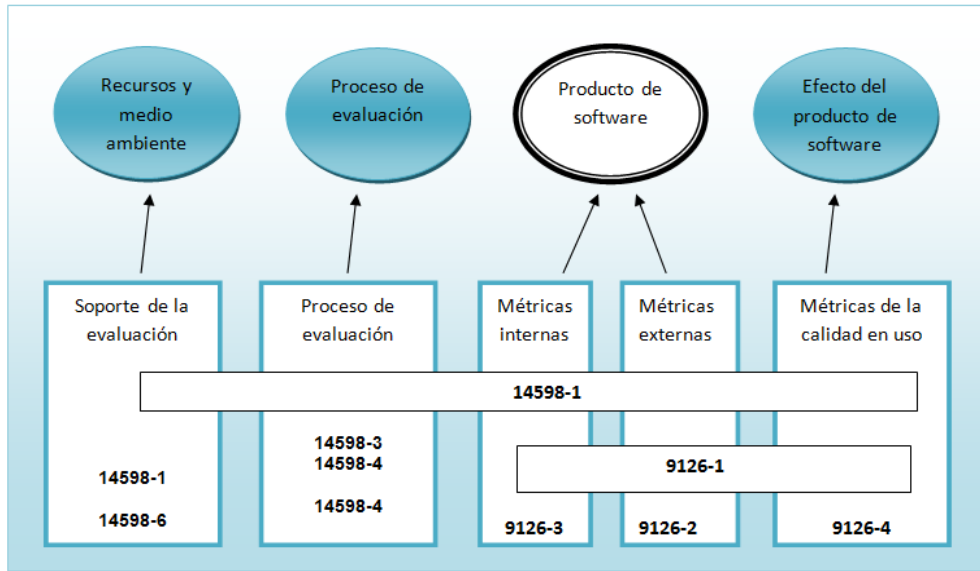 Recursos y
medio
ambiente
Proceso de
evaluación
Producto de
software
Efecto del
producto de
software
Soporte de la
evaluación
Proceso de
evaluación
Métricas
internas
Métricas
externas
Métricas de la
calidad en uso
14598-1
14598-3
14598-4
14598-4
9126-1
14598-1
14598-6
9126-3
9126-2
9126-4